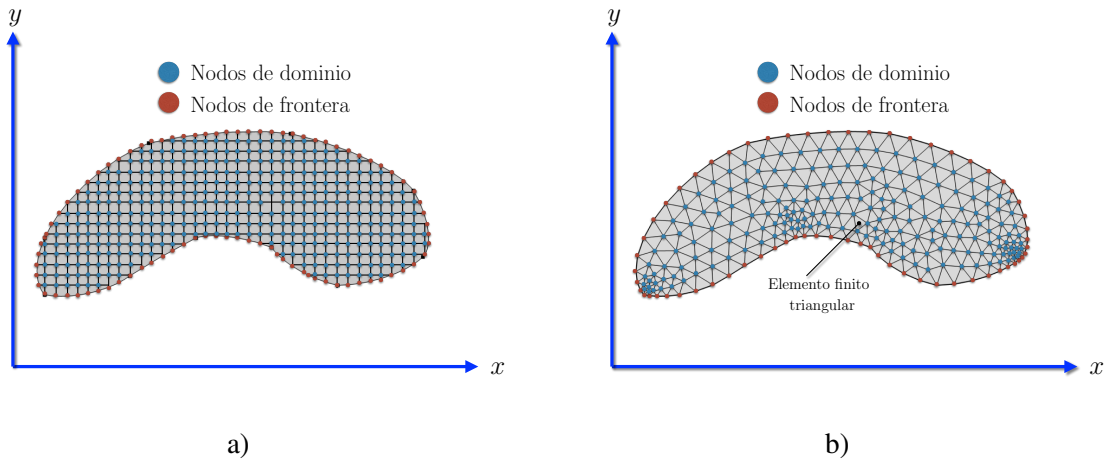 y
Nodos de dominio
Nodos de frontera
x
a)
y
Nodos de dominio
Nodos de frontera
Elemento finito
triangular
x
b)